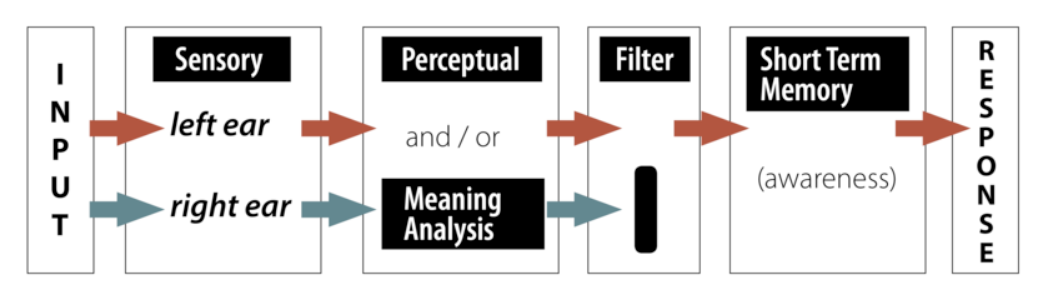 INPUT
Sensory
left ear
right ear
Perceptual
and / or
Meaning
Analysis
Filter
Short Term
Memory
(awareness)
RESPONSE